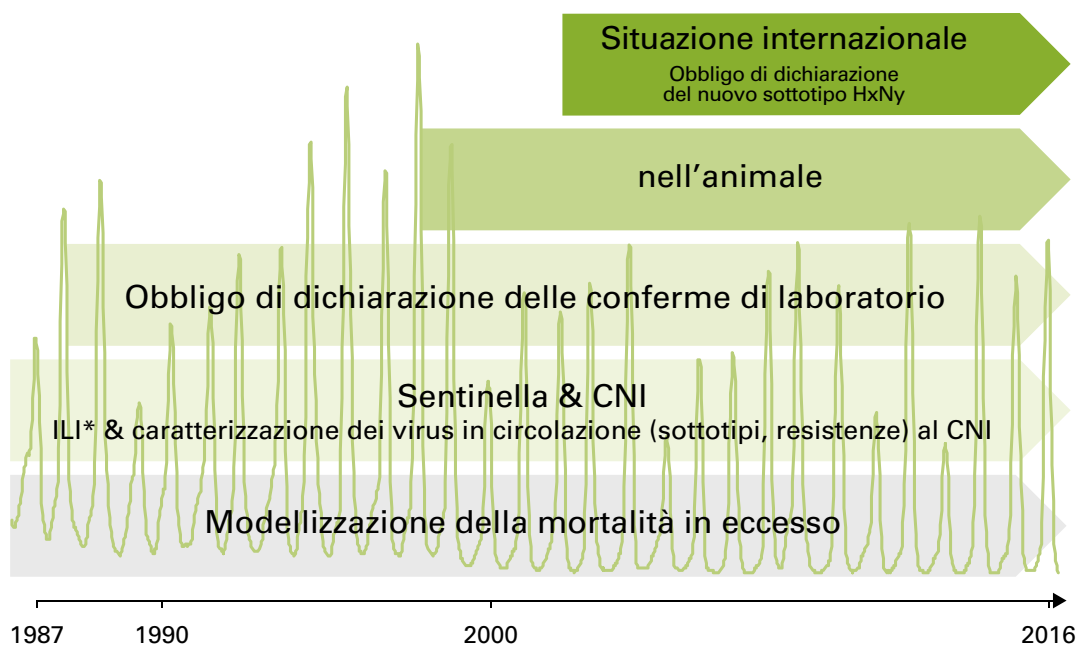 Situazione internazionale
Obbligo di dichiarazione
del nuovo sottotipo HxNy
nell'animale
Obbligo di dichiarazione delle conferme di laboratorio
Sentinella & CNI
ILI* & caratterizzazione dei virus in circolazione (sottotipi, resistenze) al CNI
Modellizzazione della mortalità in eccesso
1987 1990 2000 2016